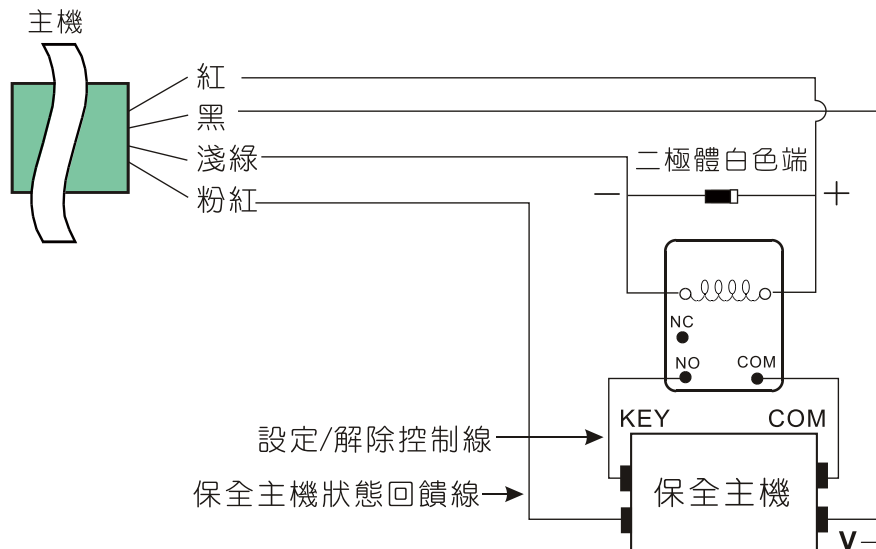 主機
紅
黑
淺綠
二極體白色端
粉紅
− +
NC
NO COM
KEY COM
設定/解除控制線
保全主機狀態回饋線
保全主機
V